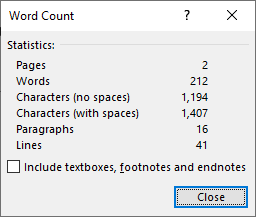 Word Count ? ×
Statistics:
Pages 2
Words 212
Characters (no spaces) 1,194
Characters (with spaces) 1,407
Paragraphs 16
Lines 41
Include textboxes, footnotes and endnotes
Close